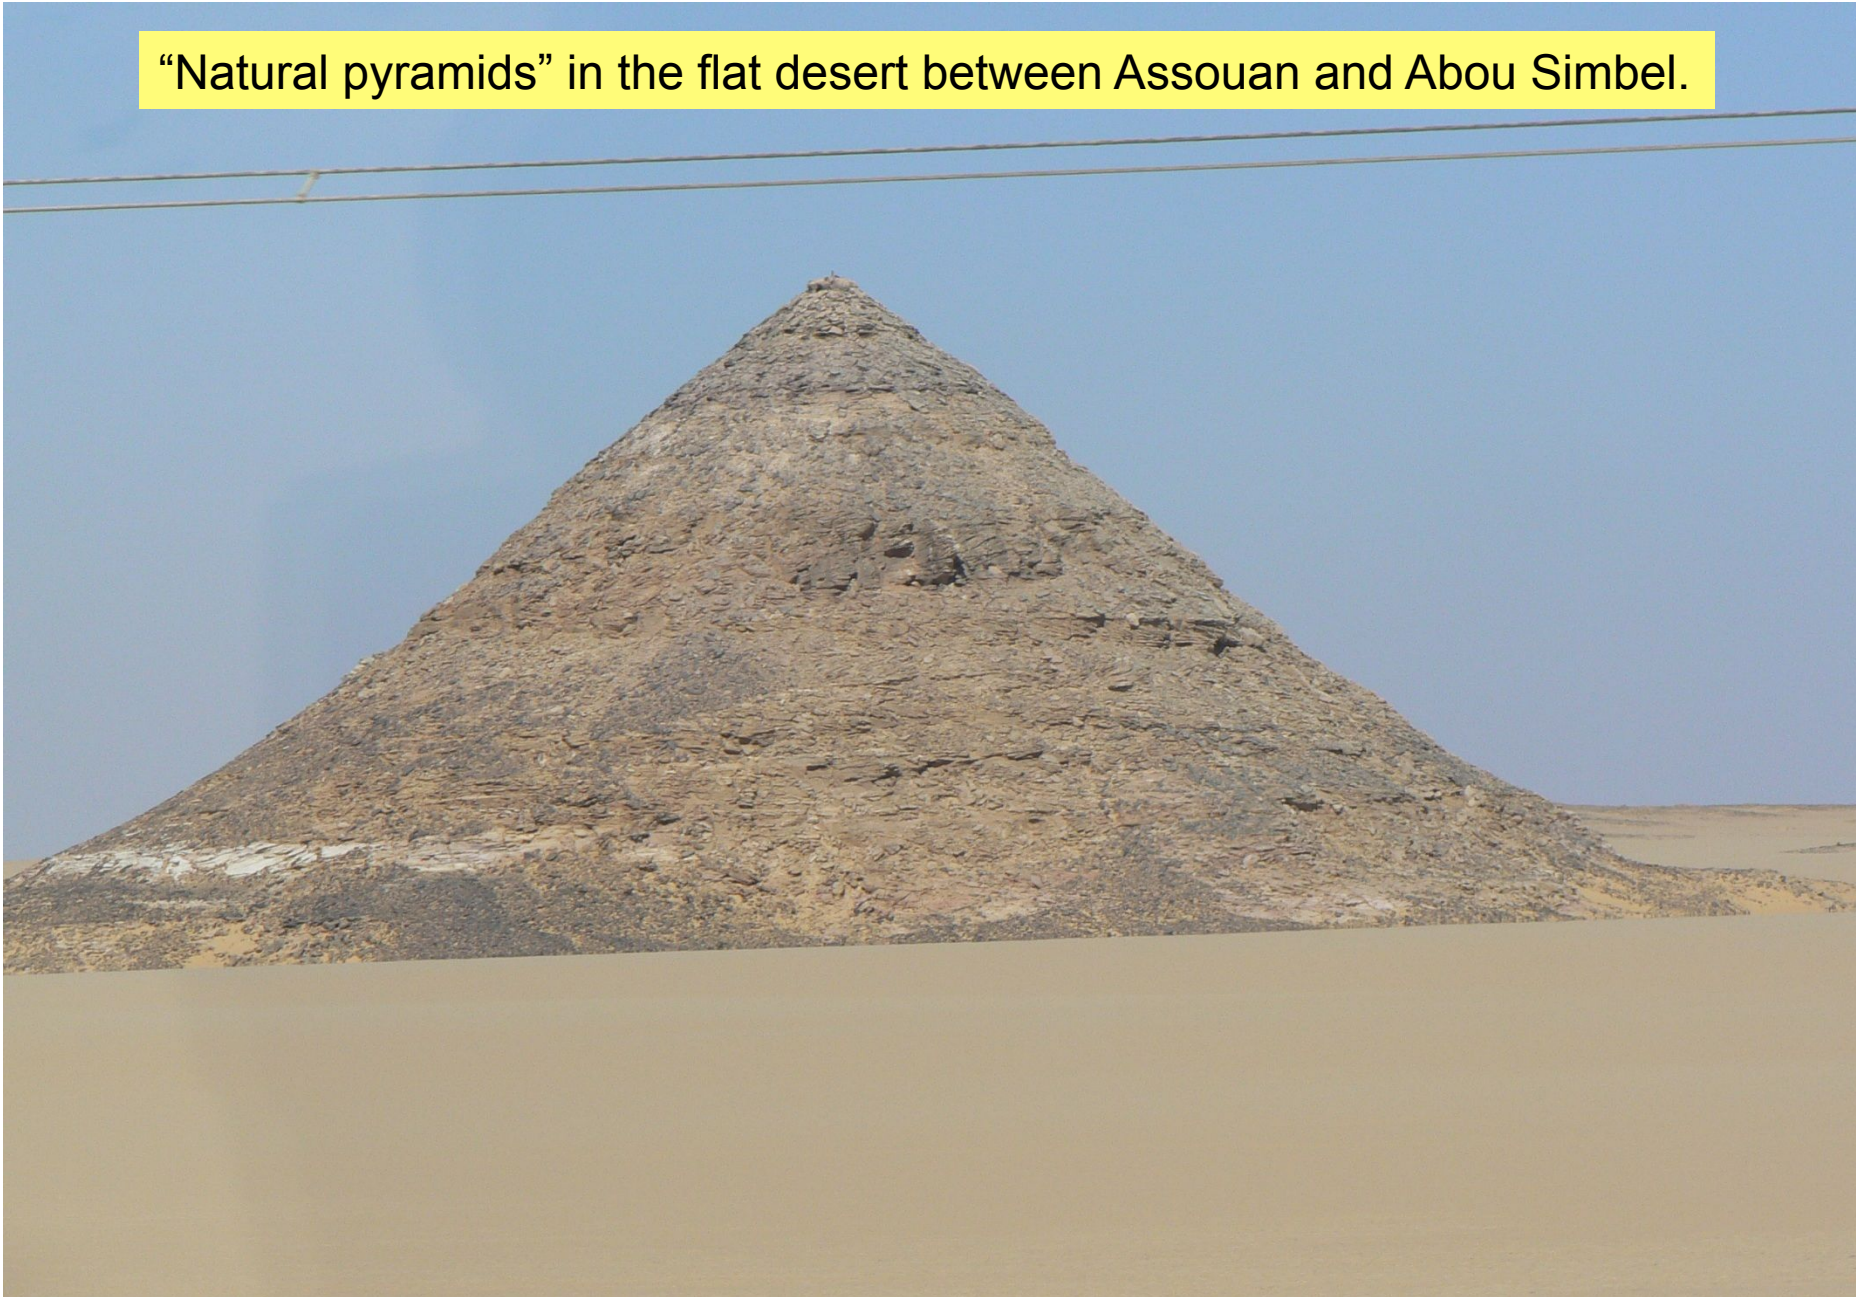 “Natural pyramids” in the flat desert between Assouan and Abou Simbel.